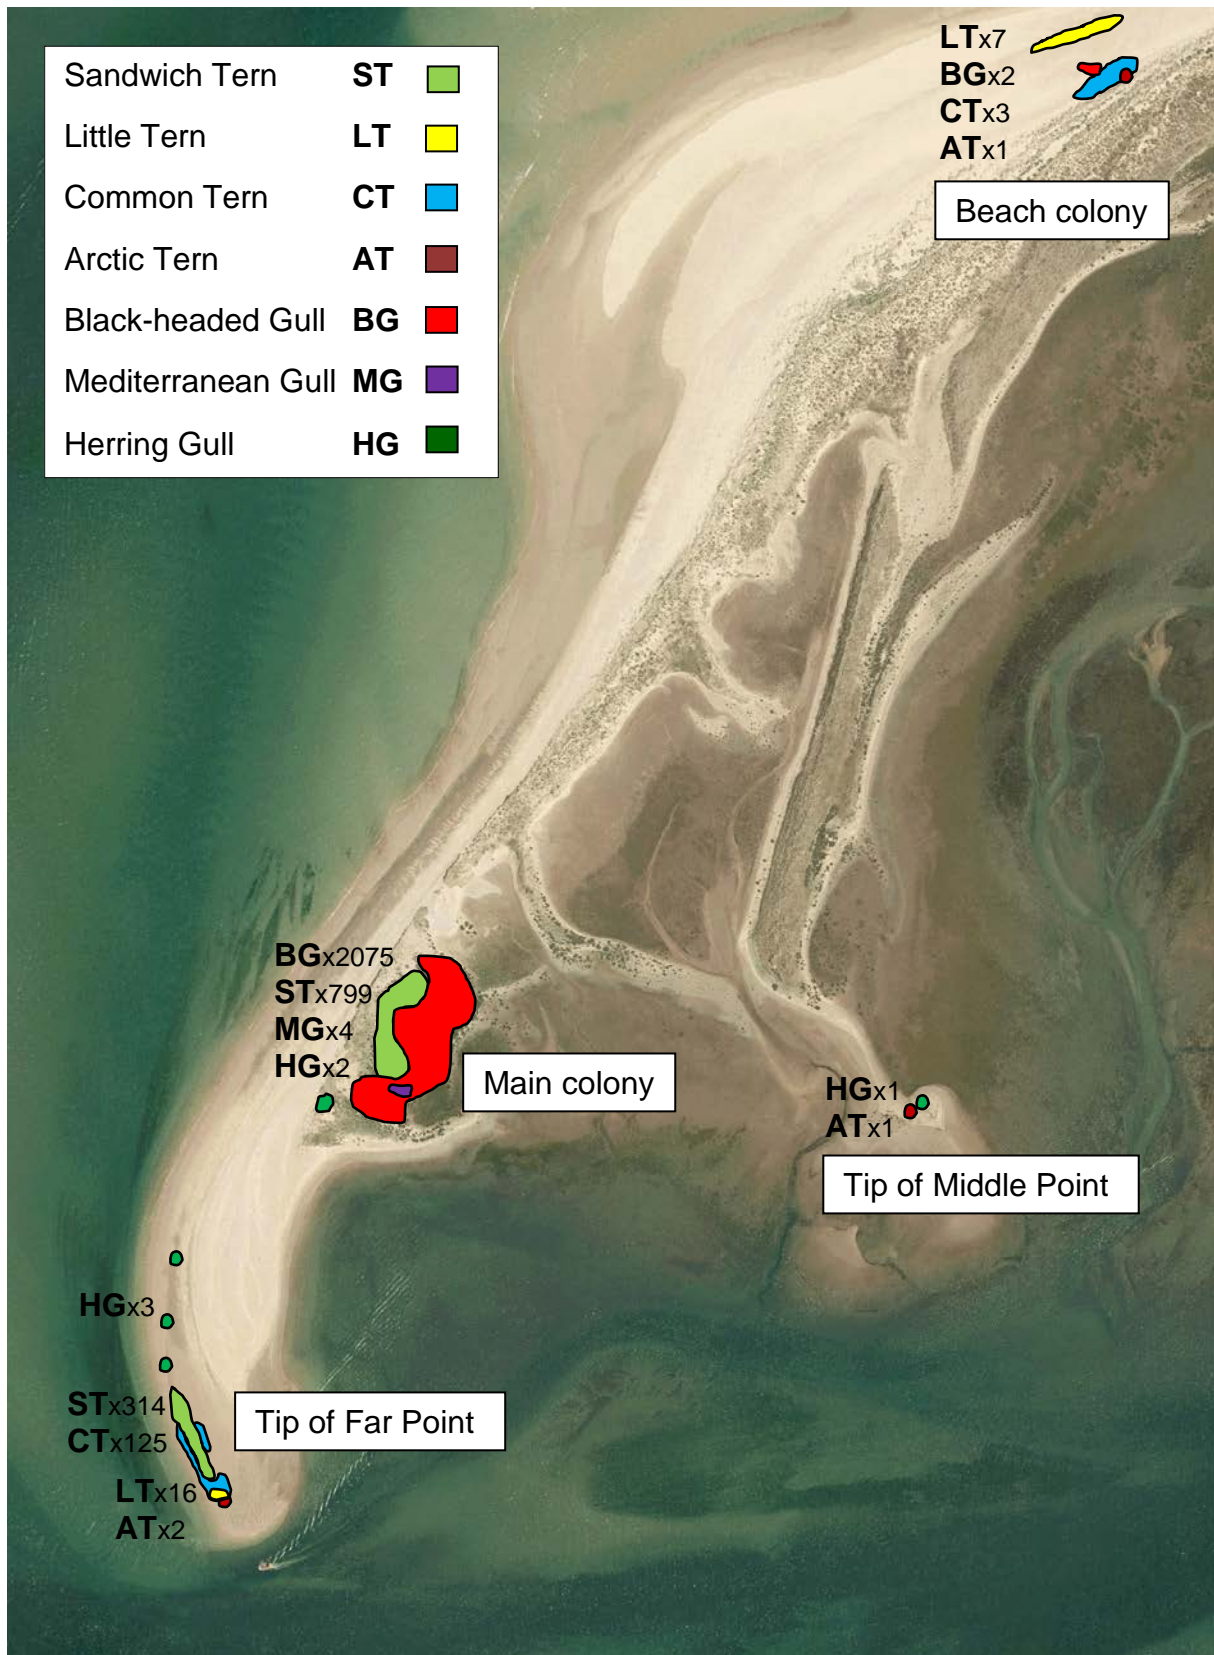 Sandwich Tern ST
Little Tern LT
Common Tern CT
Arctic Tern AT
Black-headed Gull BG
Mediterranean Gull MG
Herring Gull HG
LTx7
BGx2
CTx3
ATx1
Beach colony
BGx2075
STx799
MGx4
HGx2
Main colony
HGx1
ATx1
Tip of Middle Point
HGx3
STx314
CTx125
Tip of Far Point
LTx16
ATx2